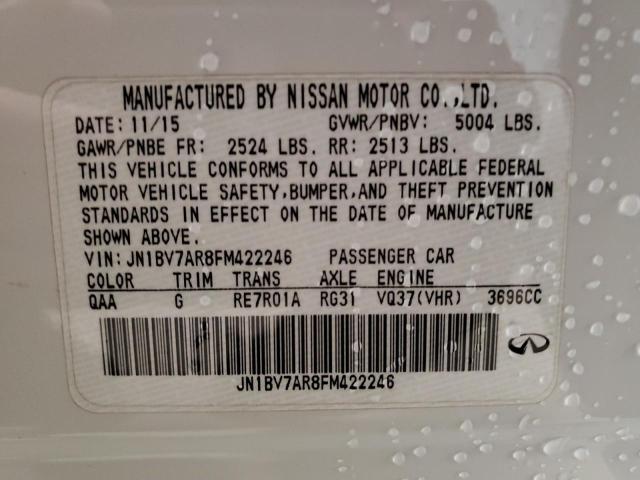 MANUFACTURED BY NISSAN MOTOR CO.,LTD.
DATE: 11/15 GVWR/PNBV: 5004 LBS.
GAWR/PNBE FR: 2524 LBS. RR: 2513 LBS.
THIS VEHICLE CONFORMS TO ALL APPLICABLE FEDERAL
MOTOR VEHICLE SAFETY,BUMPER,AND THEFT PREVENTION
STANDARDS IN EFFECT ON THE DATE OF MANUFACTURE
SHOWN ABOVE.
VIN:JN1BV7AR8FM422246 PASSENGER CAR
COLOR TRIM TRANS AXLE ENGINE
QAA G RE7R01A RG31 VQ37(VHR) 3696CC
JN1BV7AR8FM422246